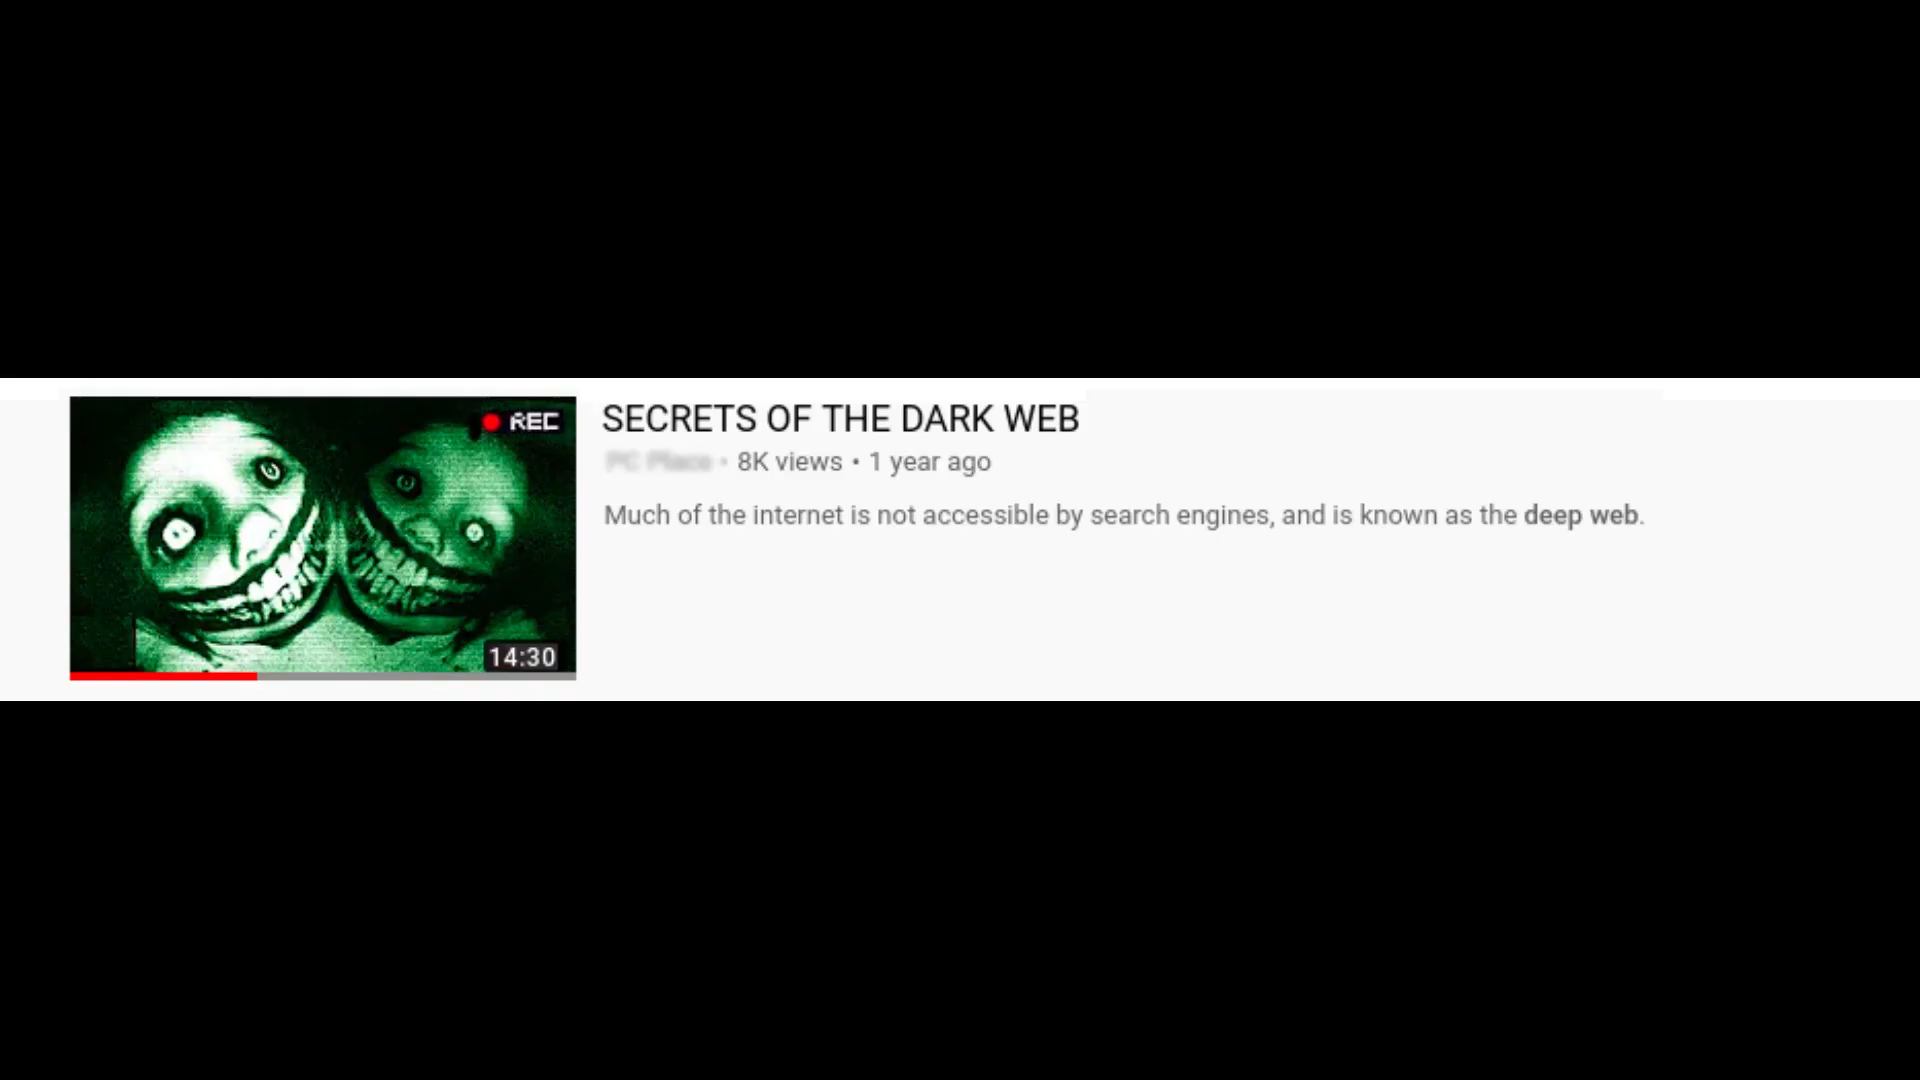 REC
14:30
SECRETS OF THE DARK WEB
8K views • 1 year ago
Much of the internet is not accessible by search engines, and is known as the deep web.